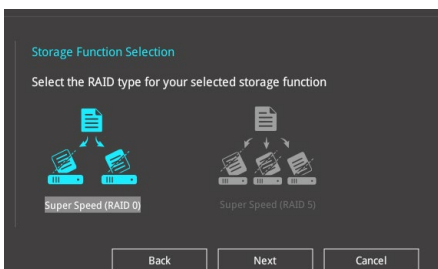 Storage Function Selection
Select the RAID type for your selected storage function
Super Speed (RAID 0)
Super Speed (RAID 5)
Back
Next
Cancel